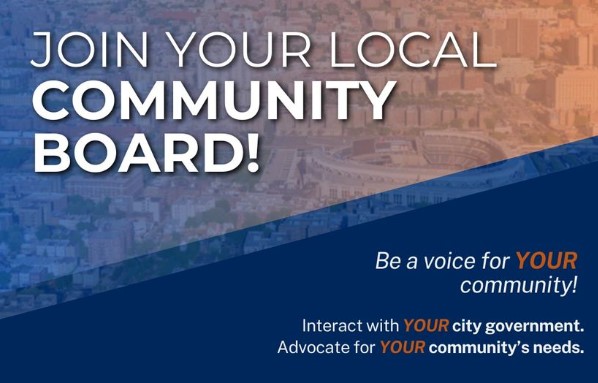 JOIN YOUR LOCAL
COMMUNITY
BOARD!
Be a voice for YOUR
community!
Interact with YOUR city government.
Advocate for YOUR community's needs.